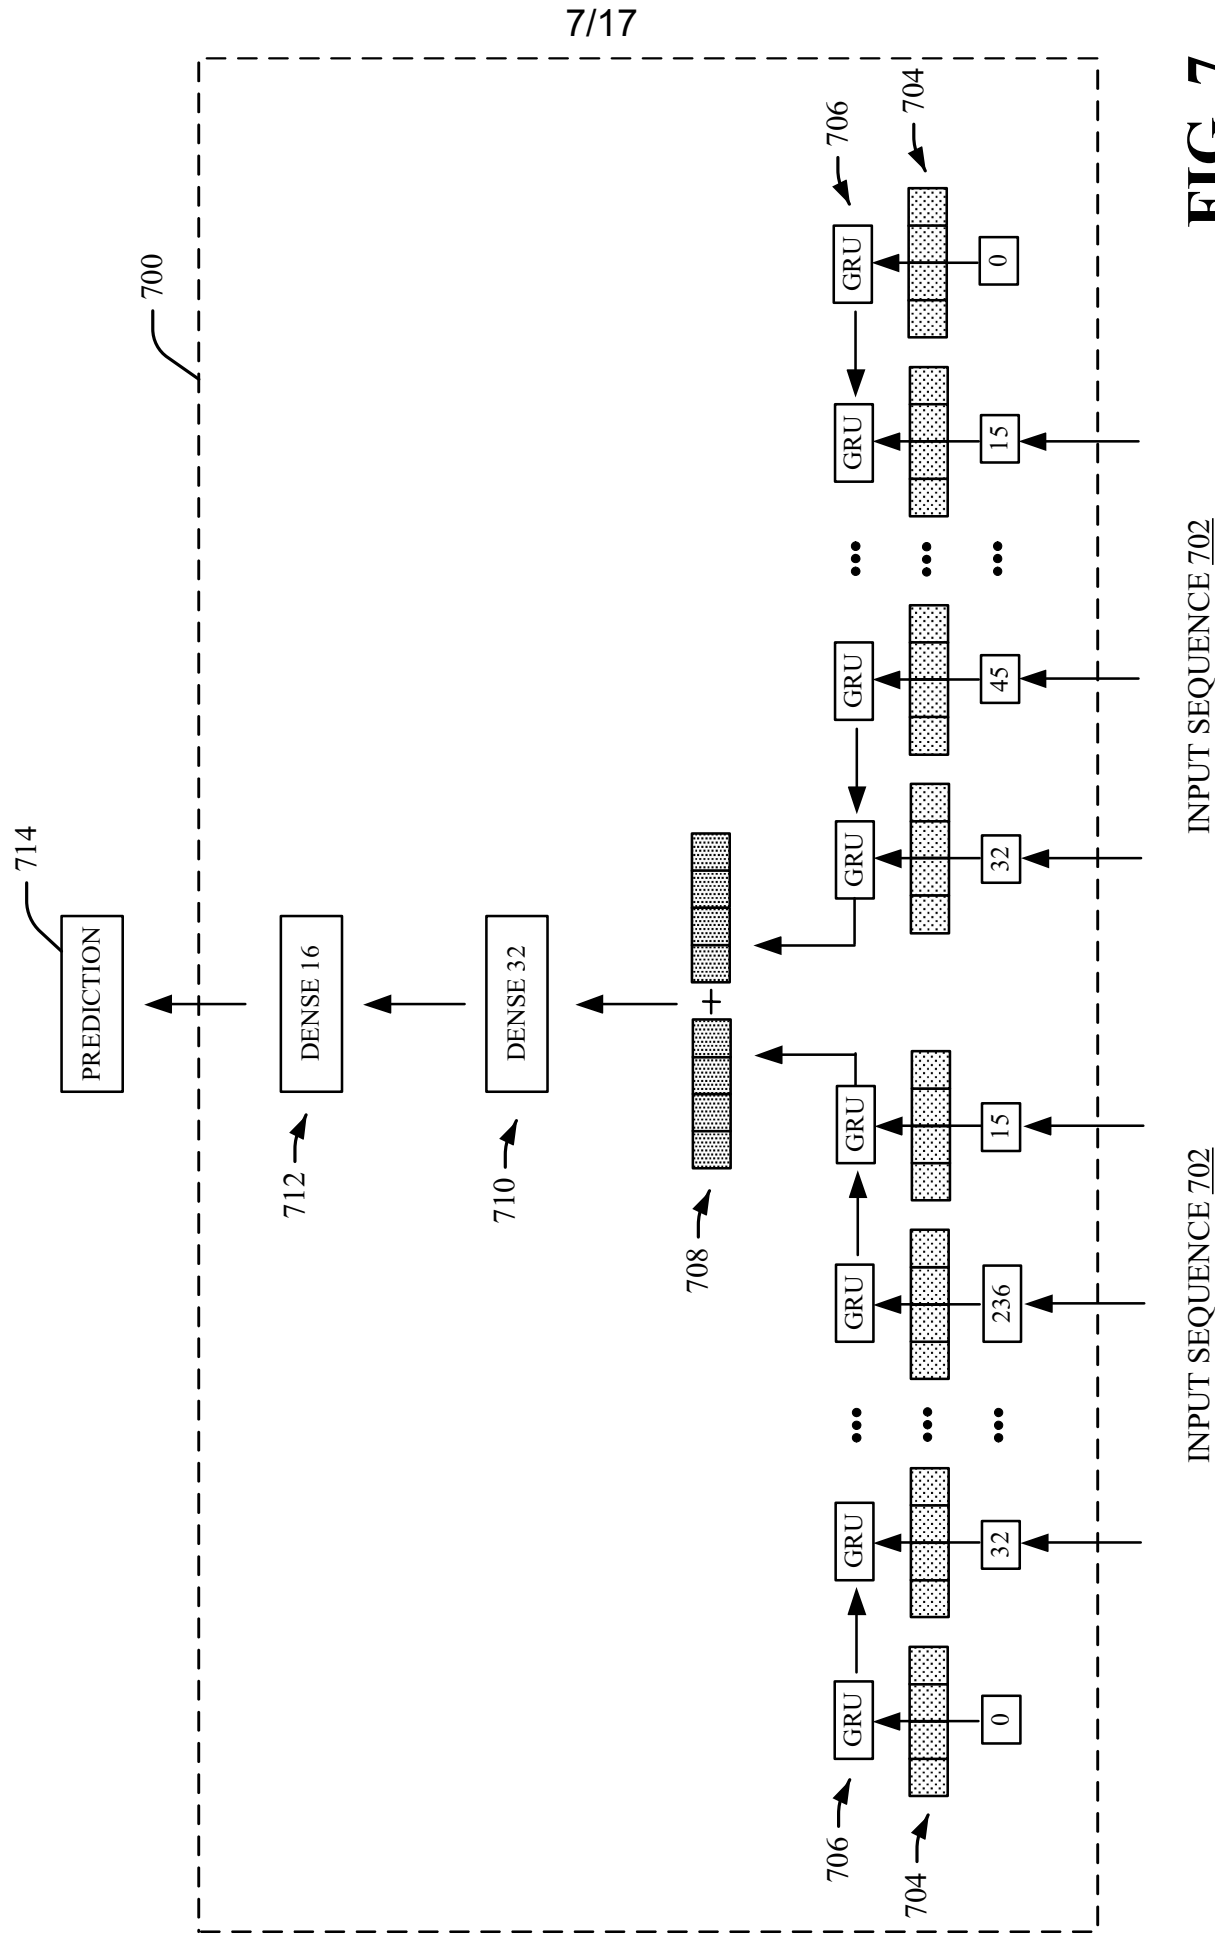 7/17
700
PREDICTION
714
DENSE 16
712
DENSE 32
710
+
708
706
GRU
GRU
...
GRU
GRU
GRU
GRU
...
GRU
GRU
706
704
...
...
704
0
32
...
236
15
32
45
...
15
0
INPUT SEQUENCE 702
INPUT SEQUENCE 702
FIG. 7